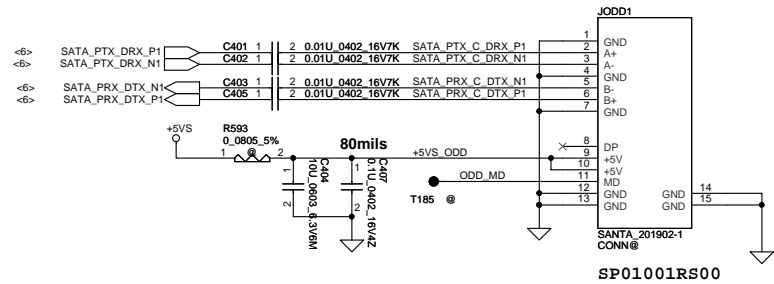 JODD1
<6> SATA_PTX_DRX_P1 C401 1 2 0.01U_0402_16V7K SATA_PTX_C_DRX_P1
<6> SATA_PTX_DRX_N1 C402 1 2 0.01U_0402_16V7K SATA_PTX_C_DRX_N1
<6> SATA_PRX_DTX_N1 C403 1 2 0.01U_0402_16V7K SATA_PRX_C_DTX_N1
<6> SATA_PRX_DTX_P1 C405 1 2 0.01U_0402_16V7K SATA_PRX_C_DTX_P1
1 GND
2 A+
3 A-
4 GND
5 B-
6 B+
7 GND
8 DP
9 +5V
10 +5V
11 MD
12 GND
13 GND
GND 14
GND 15
+5VS
R593
0_0805_5%
@
1 2
80mils
+5VS_ODD
C404
10U_0603_6.3V6M
1
2
C407
0.1U_0402_16V4Z
1
2
ODD_MD
T185 @
SANTA_201902-1
CONN@
SP01001RS00